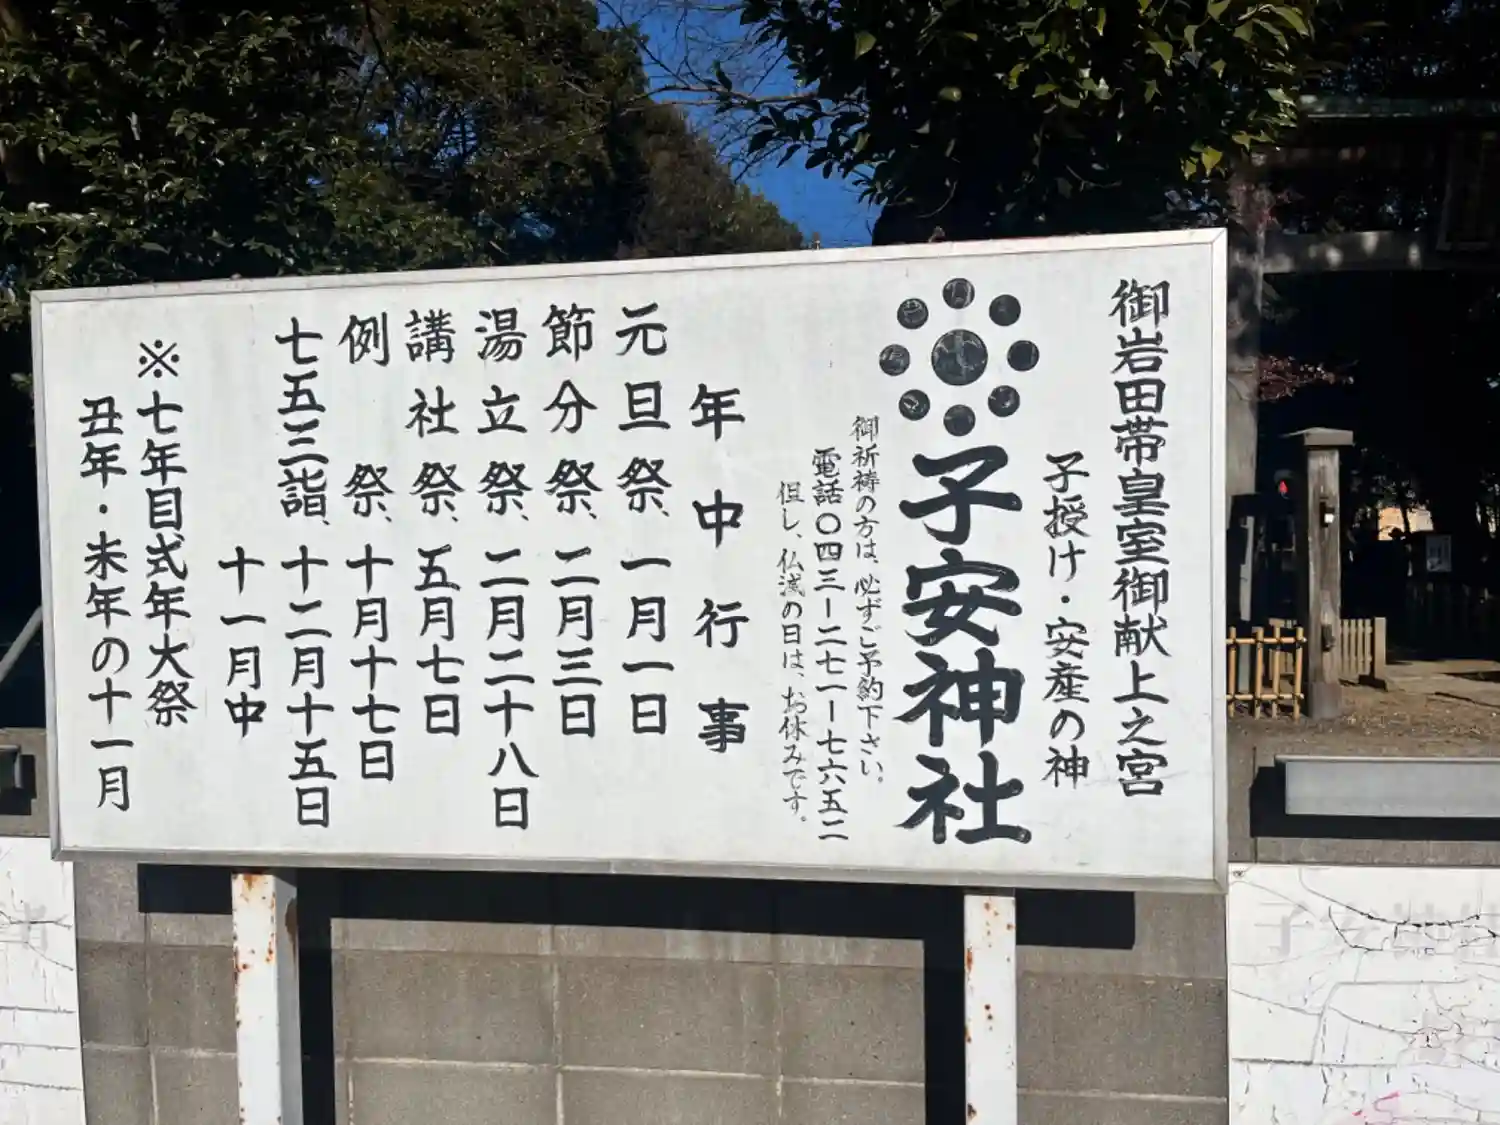 御岩田帯皇室御献上之宮
子授け・安産の神
子安神社
御祈祷の方は、必ずご予約下さい。
電話〇四三ー二七一ー七六五二
但し、仏滅の日は、お休みです。
年中行事
元旦祭、一月一日
節分祭、二月三日
湯立祭、二月二十八日
講社祭、五月七日
例祭、十月十七日
七五三詣、十二月十五日
十一月中
※七年目式年大祭
丑年・未年の十一月